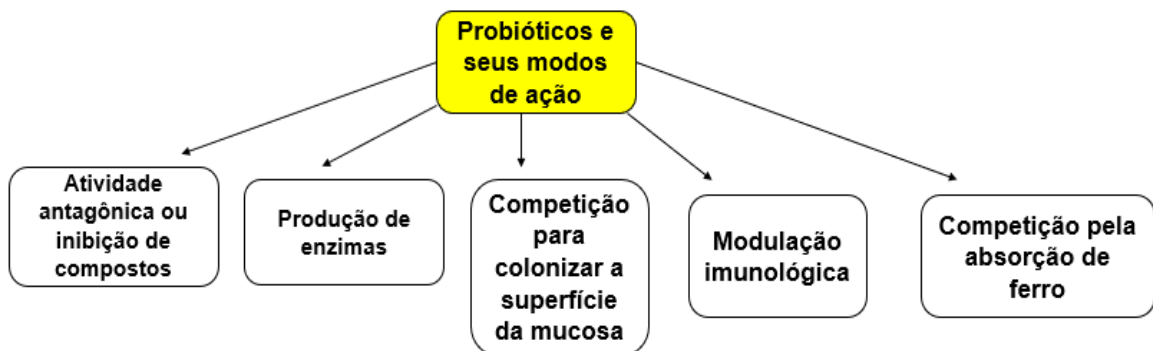 Probióticos e
seus modos
de ação
Atividade
antagônica ou
inibição de
compostos
Produção de
enzimas
Competição
para
colonizar a
superfície
da mucosa
Modulação
imunológica
Competição pela
absorção de
ferro